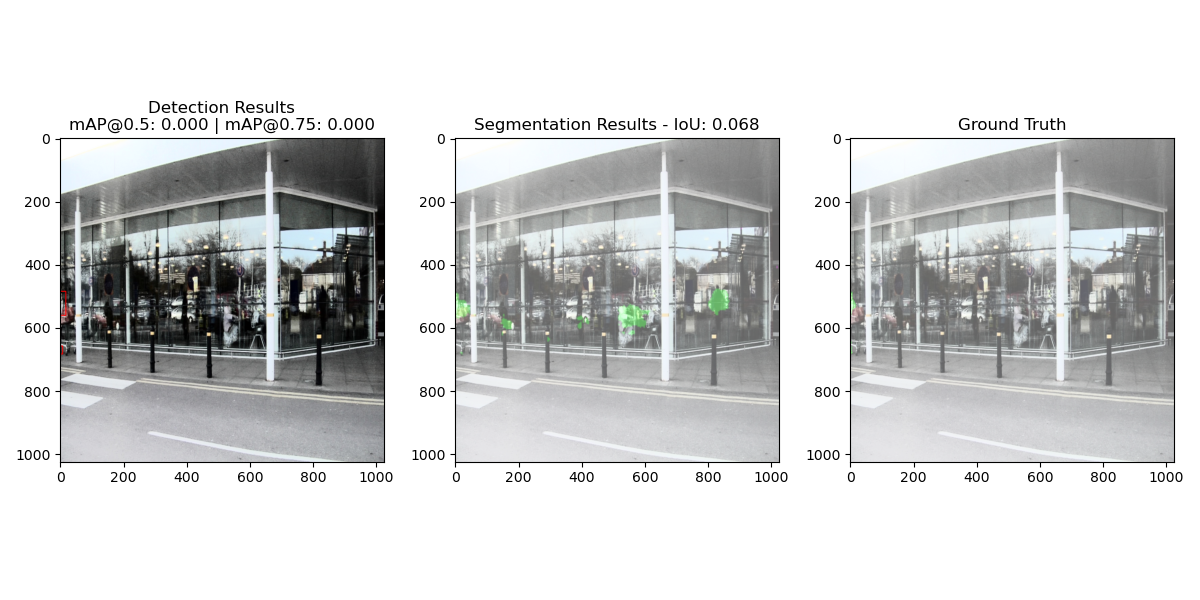 Detection Results
mAP@0.5: 0.000 | mAP@0.75: 0.000
Segmentation Results - IoU: 0.068
Ground Truth
0
200
400
600
800
1000
0 200 400 600 800 1000
0
200
400
600
800
1000
0 200 400 600 800 1000
0
200
400
600
800
1000
0 200 400 600 800 1000